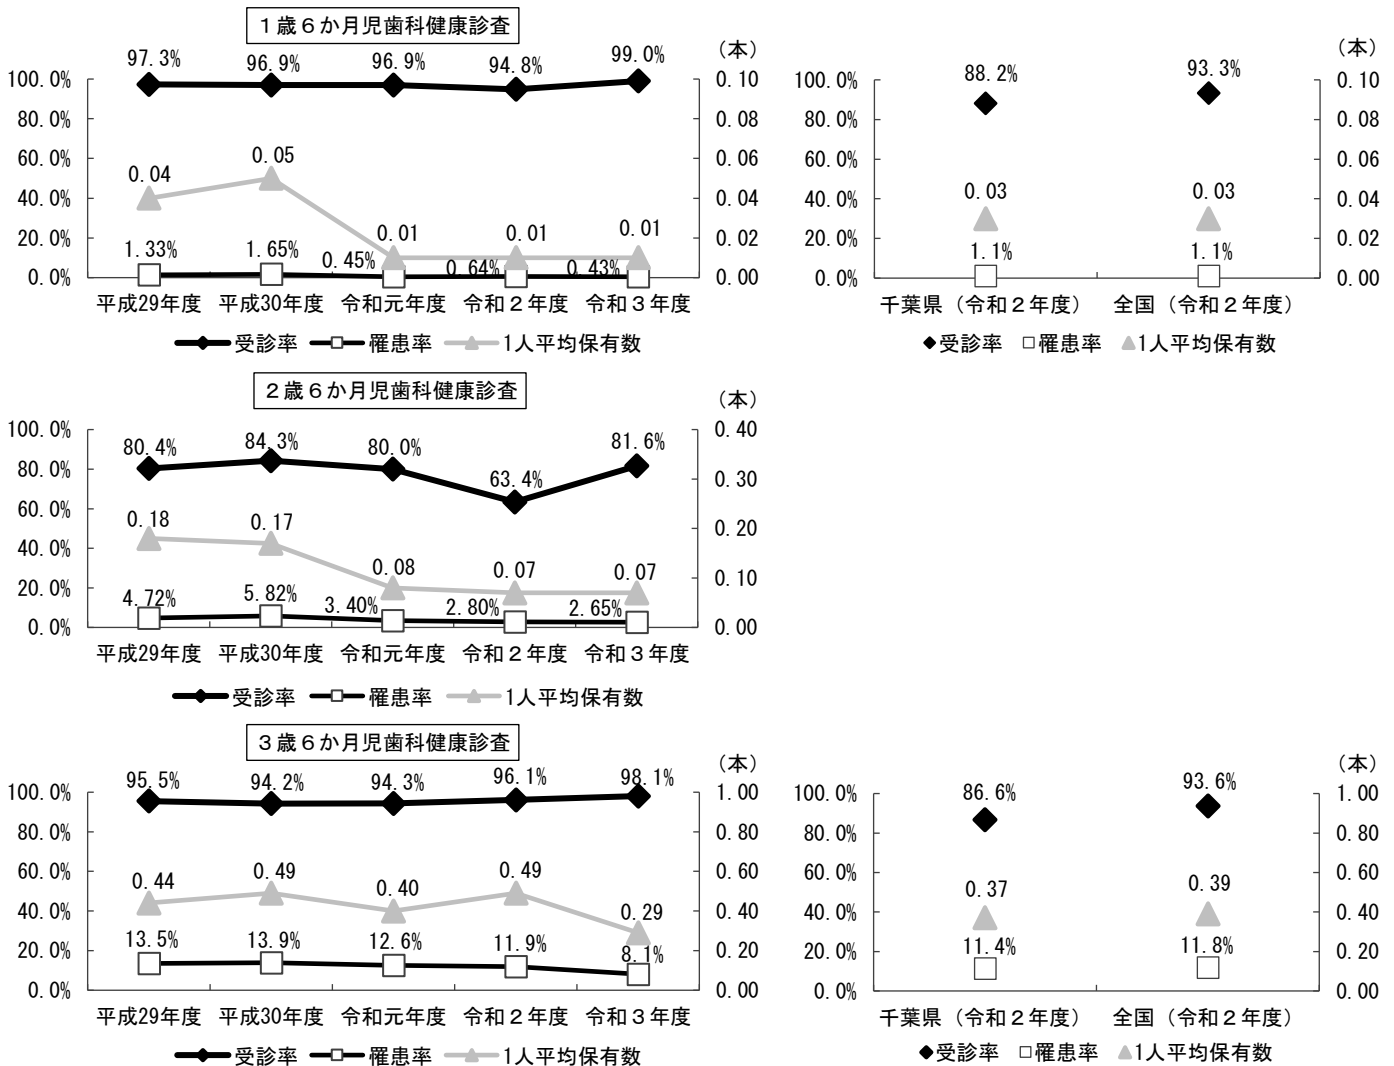 １歳６か月児歯科健康診査
97.3% 96.9% 96.9% 94.8% 99.0% （本）
100.0% 0.10
80.0% 0.08
60.0% 0.06
40.0% 0.04
20.0% 0.02
0.0% 0.00
0.04 0.05 0.01 0.01 0.01
1.33% 1.65% 0.45% 0.64% 0.43%
平成29年度 平成30年度 令和元年度 令和２年度 令和３年度
受診率 罹患率 1人平均保有数
（本）
88.2% 93.3%
100.0% 0.10
80.0% 0.08
60.0% 0.06
40.0% 0.04
20.0% 0.02
0.0% 0.00
0.03 0.03
1.1% 1.1%
千葉県（令和２年度） 全国（令和２年度）
受診率 罹患率 1人平均保有数
２歳６か月児歯科健康診査
（本）
100.0% 0.40
80.0% 0.30
60.0% 0.20
40.0% 0.10
20.0% 0.00
0.0%
80.4% 84.3% 80.0% 63.4% 81.6%
0.18 0.17 0.08 0.07 0.07
4.72% 5.82% 3.40% 2.80% 2.65%
平成29年度 平成30年度 令和元年度 令和２年度 令和３年度
受診率 罹患率 1人平均保有数
３歳６か月児歯科健康診査
95.5% 94.2% 94.3% 96.1% 98.1% （本）
100.0% 1.00
80.0% 0.80
60.0% 0.60
40.0% 0.40
20.0% 0.20
0.0% 0.00
0.44 0.49 0.40 0.49 0.29
13.5% 13.9% 12.6% 11.9% 8.1%
平成29年度 平成30年度 令和元年度 令和２年度 令和３年度
受診率 罹患率 1人平均保有数
（本）
86.6% 93.6%
100.0% 1.00
80.0% 0.80
60.0% 0.60
40.0% 0.40
20.0% 0.20
0.0% 0.00
0.37 0.39
11.4% 11.8%
千葉県（令和２年度） 全国（令和２年度）
受診率 罹患率 1人平均保有数